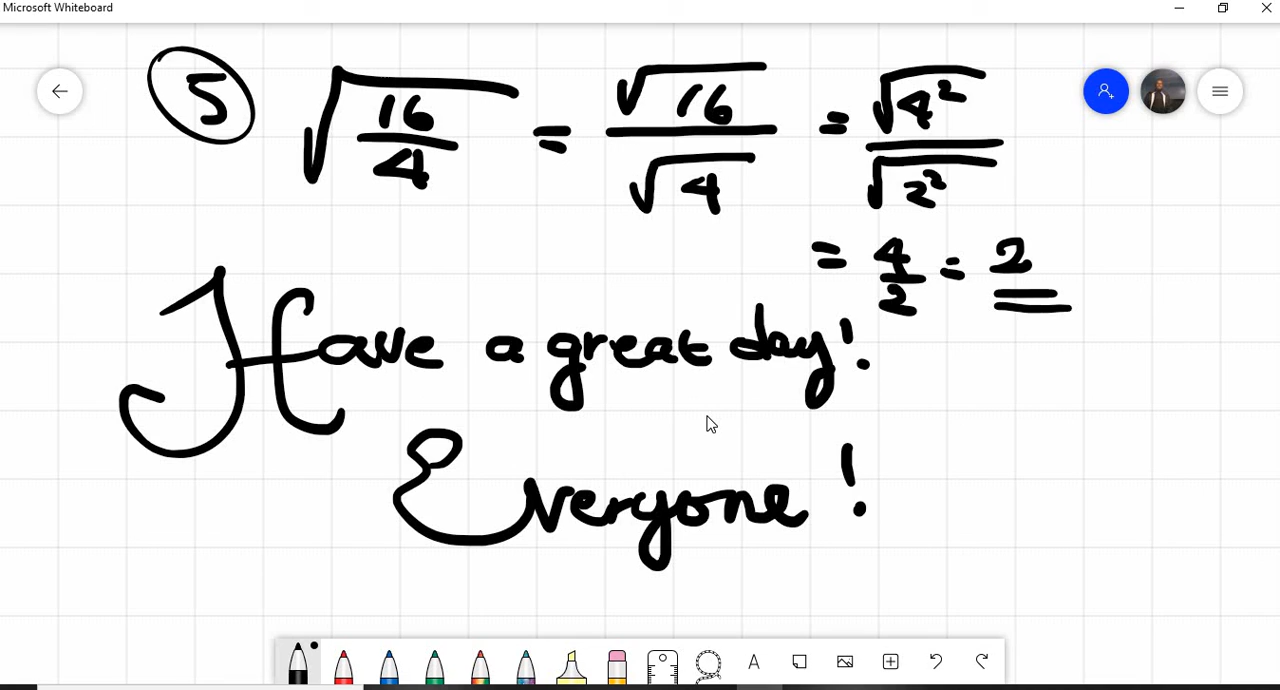 Microsoft Whiteboard
5 √(16/4) = √16/√4 = √4²/√2²
= 4/2 = 2
Have a great day!
Everyone!
A